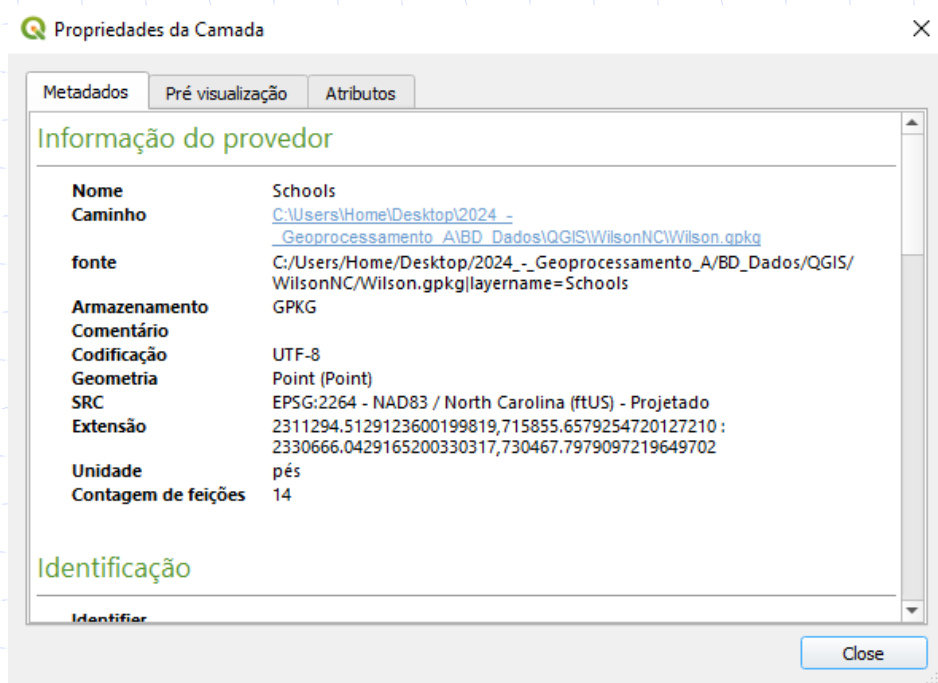 Propriedades da Camada
Metadados
Pré visualização
Atributos
Informação do provedor
Nome Schools
Caminho C:\Users\Home\Desktop\2024_-
_Geoprocessamento_A\BD_Dados\QGIS\WilsonNC\Wilson.gpkg
fonte C:/Users/Home/Desktop/2024_-_Geoprocessamento_A/BD_Dados/QGIS/
WilsonNC/Wilson.gpkg|layername=Schools
Armazenamento GPKG
Comentário
Codificação UTF-8
Geometria Point (Point)
SRC EPSG:2264 - NAD83 / North Carolina (ftUS) - Projetado
Extensão 2311294.5129123600199819,715855.6579254720127210 :
2330666.0429165200330317,730467.7979097219649702
Unidade pés
Contagem de feições 14
Identificação
Identifier
Close